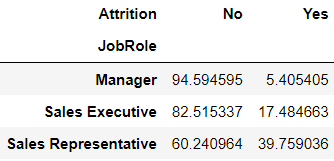 Attrition No Yes
JobRole
Manager 94.594595 5.405405
Sales Executive 82.515337 17.484663
Sales Representative 60.240964 39.759036